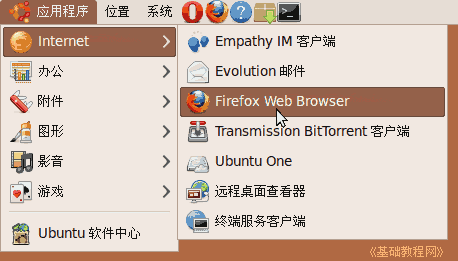 应用程序 位置 系统
Internet
办公
附件
图形
影音
游戏
Ubuntu 软件中心
Empathy IM 客户端
Evolution 邮件
Firefox Web Browser
Transmission BitTorrent 客户端
Ubuntu One
远程桌面查看器
终端服务客户端
《基础教程网》